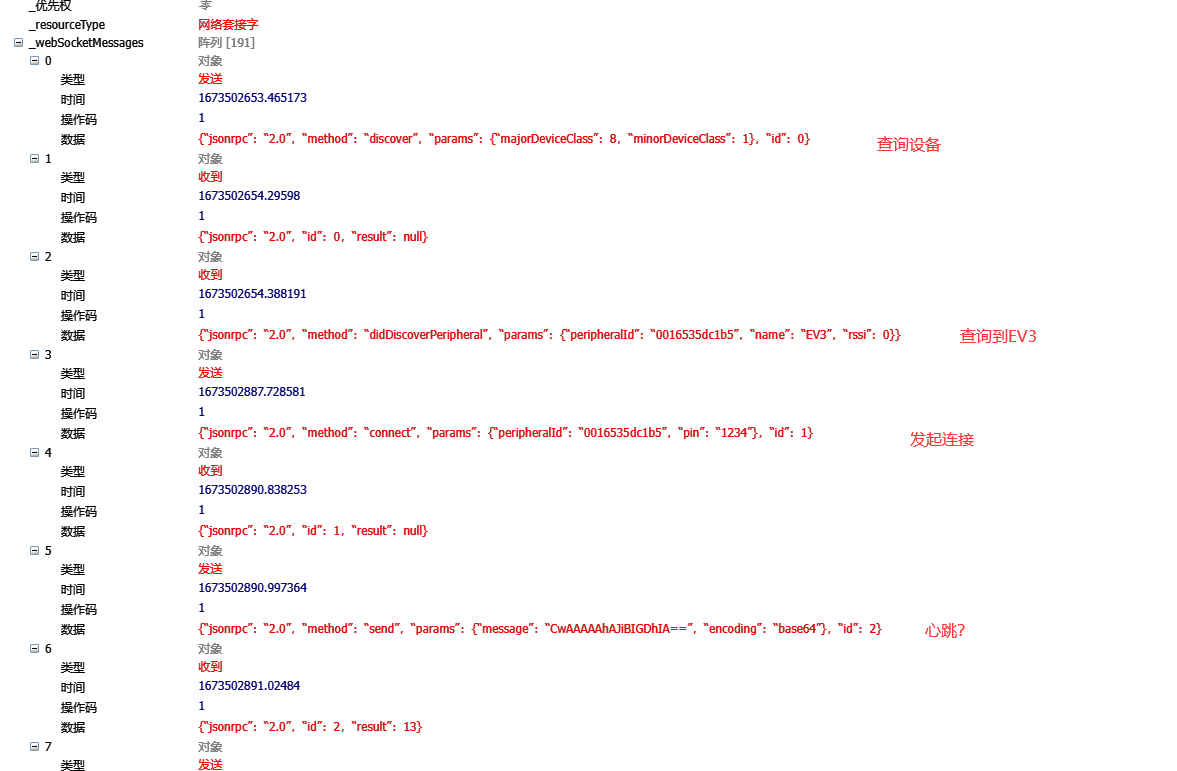 _优先权 零
_resourceType 网络套接字
_webSocketMessages 阵列 [191]
0 对象
类型 发送
时间 1673502653.465173
操作码 1
数据 {“jsonrpc”: “2.0”, “method”: “discover”, “params”: {“majorDeviceClass”: 8, “minorDeviceClass”: 1}, “id”: 0} 查询设备
1 对象
类型 收到
时间 1673502654.29598
操作码 1
数据 {“jsonrpc”: “2.0”, “id”: 0, “result”: null}
2 对象
类型 收到
时间 1673502654.388191
操作码 1
数据 {“jsonrpc”: “2.0”, “method”: “didDiscoverPeripheral”, “params”: {“peripheralId”: “0016535dc1b5”, “name”: “EV3”, “rssi”: 0}} 查询到EV3
3 对象
类型 发送
时间 1673502887.728581
操作码 1
数据 {“jsonrpc”: “2.0”, “method”: “connect”, “params”: {“peripheralId”: “0016535dc1b5”, “pin”: “1234”}, “id”: 1} 发起连接
4 对象
类型 收到
时间 1673502890.838253
操作码 1
数据 {“jsonrpc”: “2.0”, “id”: 1, “result”: null}
5 对象
类型 发送
时间 1673502890.997364
操作码 1
数据 {“jsonrpc”: “2.0”, “method”: “send”, “params”: {“message”: “CwAAAAAhAJiBIGDhIA==”, “encoding”: “base64”}, “id”: 2} 心跳？
6 对象
类型 收到
时间 1673502891.02484
操作码 1
数据 {“jsonrpc”: “2.0”, “id”: 2, “result”: 13}
7 对象
类型 发送